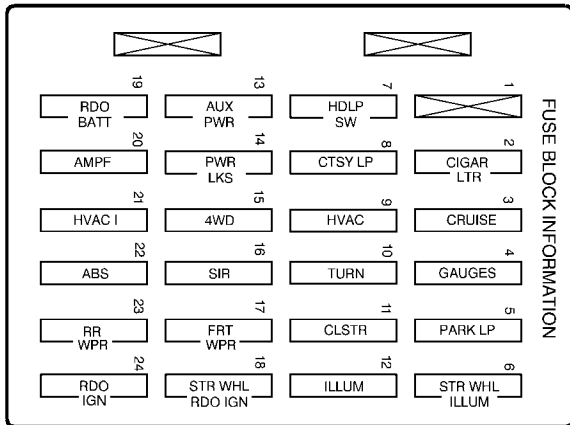 19 13 7 1
RDO BATT
AUX PWR
HDLP SW
20 14 8 2
AMPF
PWR LKS
CTSY LP
CIGAR LTR
21 15 9 3
HVAC I
4WD
HVAC
CRUISE
22 16 10 4
ABS
SIR
TURN
GAUGES
23 17 11 5
RR WPR
FRT WPR
CLSTR
PARK LP
24 18 12 6
RDO IGN
STR WHL RDO IGN
ILLUM
STR WHL ILLUM
FUSE BLOCK INFORMATION